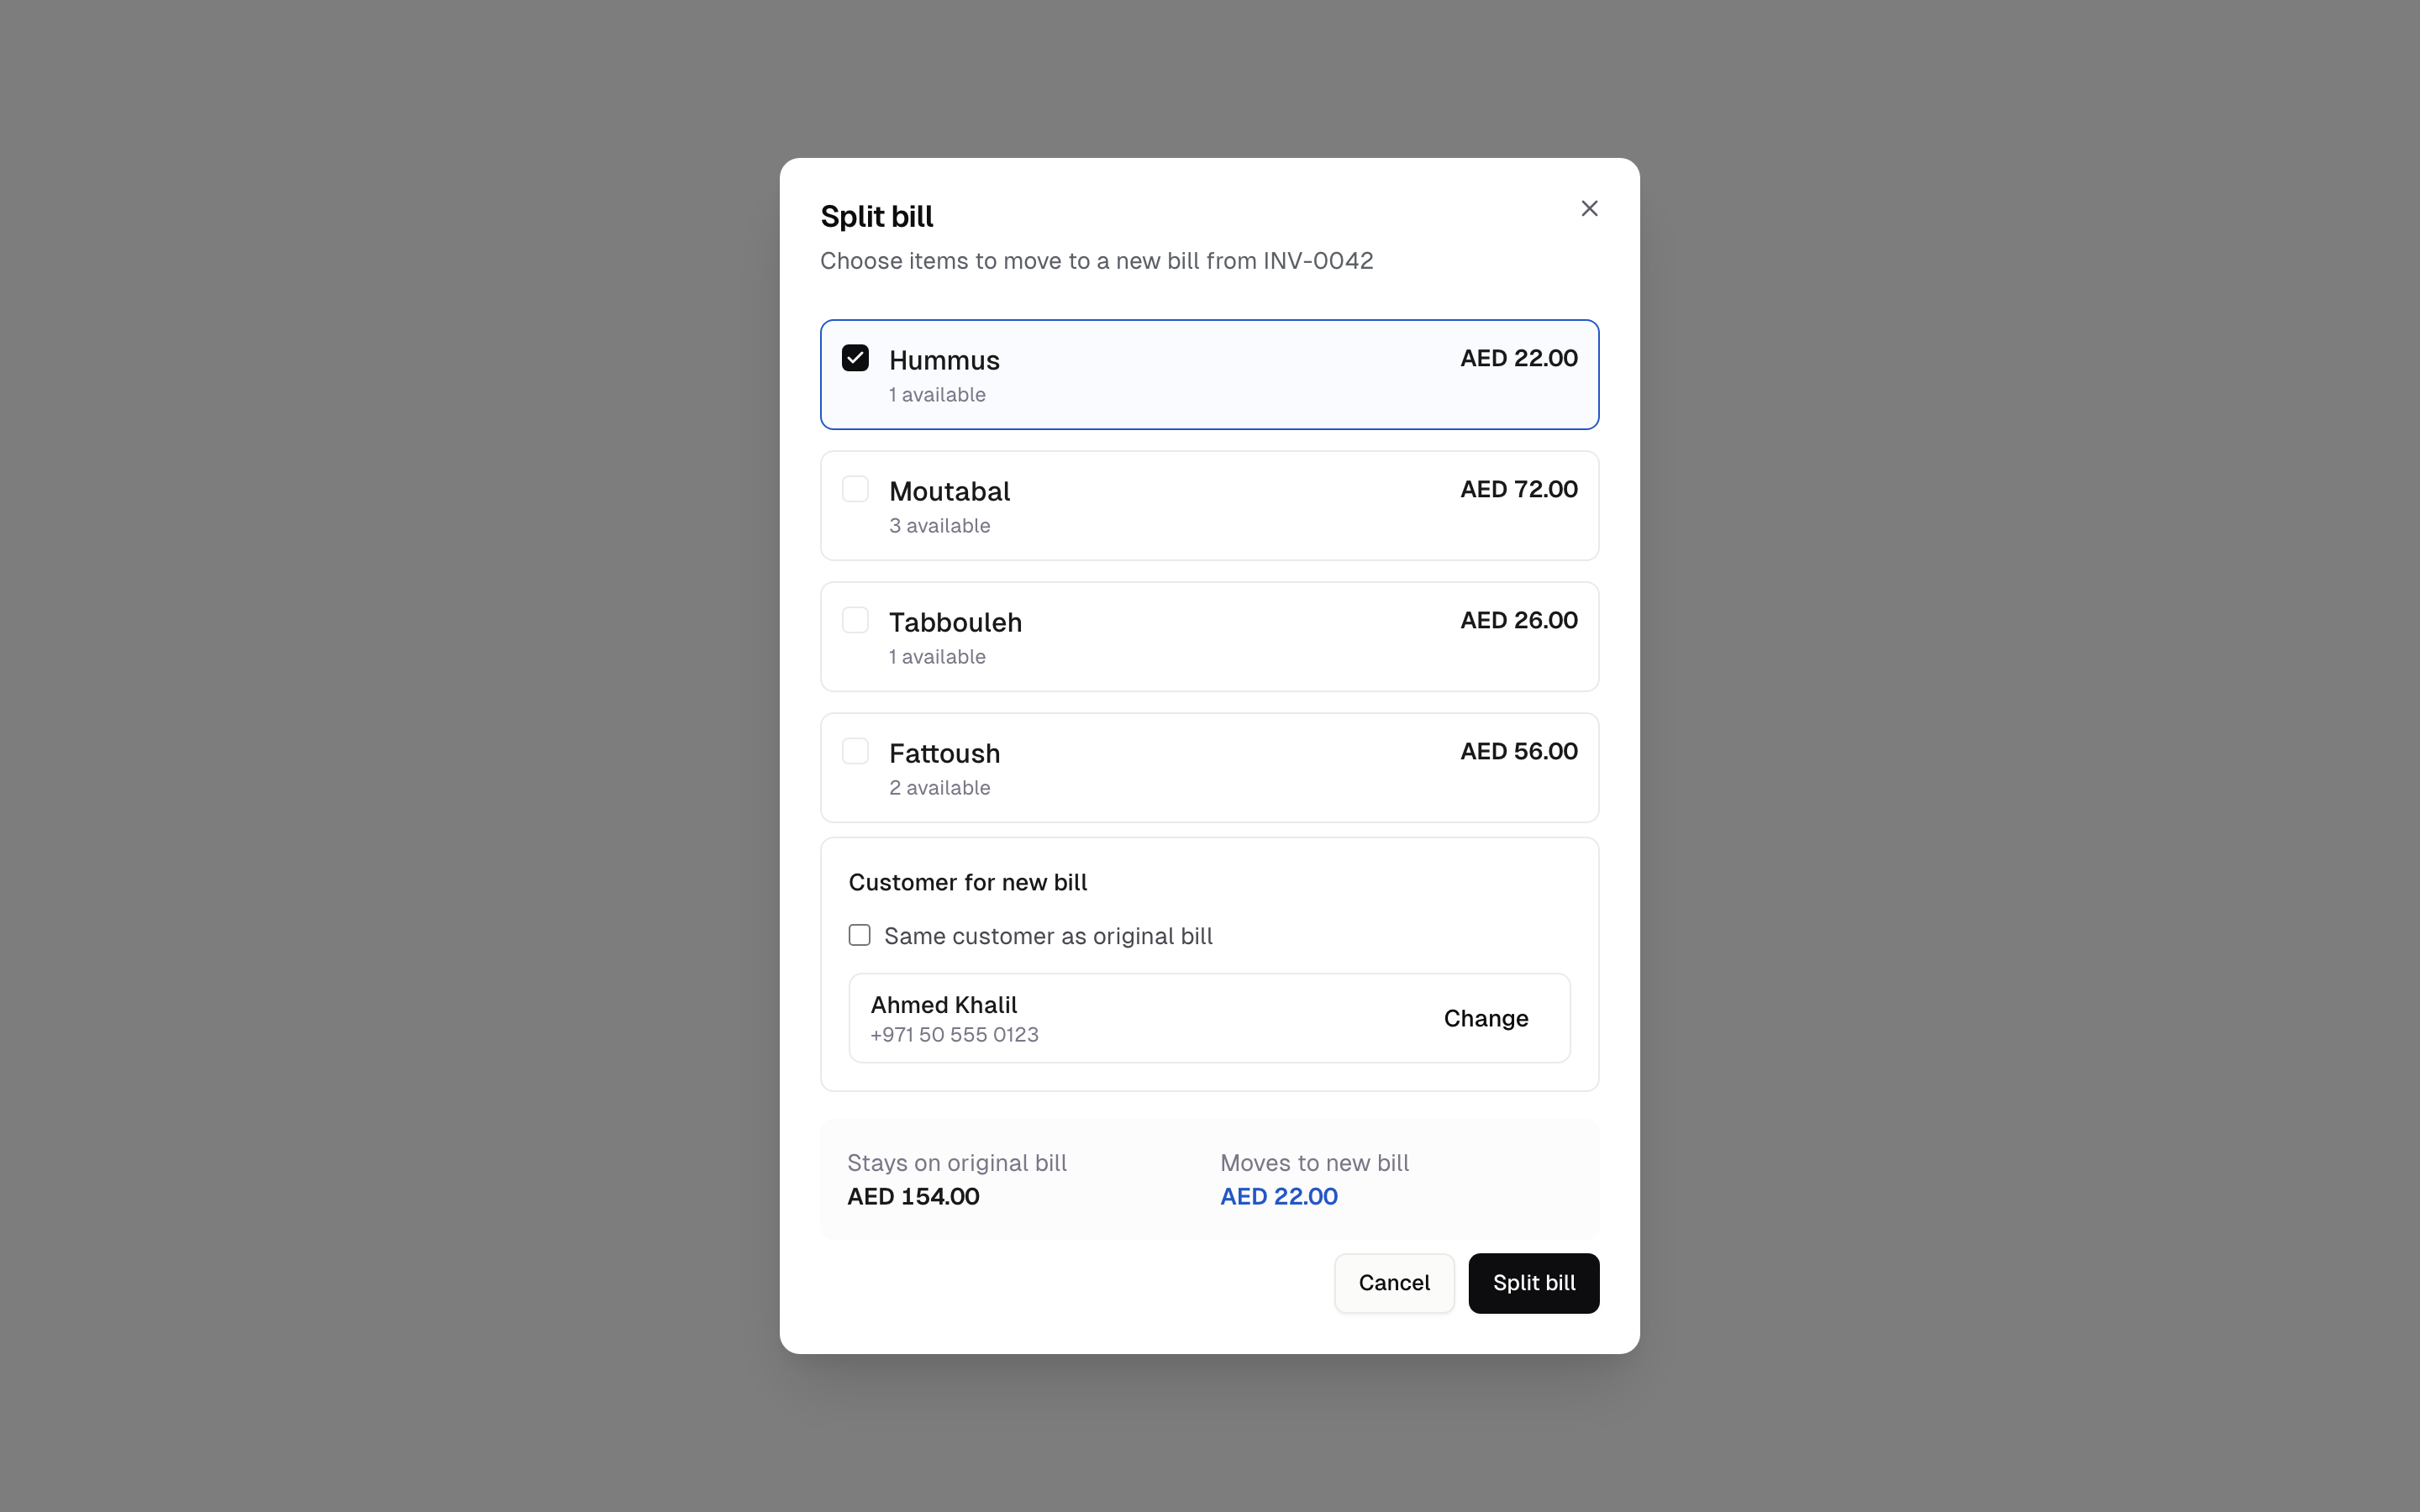 Split bill
Choose items to move to a new bill from INV-0042
Hummus
AED 22.00
1 available
Moutabal
AED 72.00
3 available
Tabbouleh
AED 26.00
1 available
Fattoush
AED 56.00
2 available
Customer for new bill
Same customer as original bill
Ahmed Khalil
+971 50 555 0123
Change
Stays on original bill
AED 154.00
Moves to new bill
AED 22.00
Cancel
Split bill